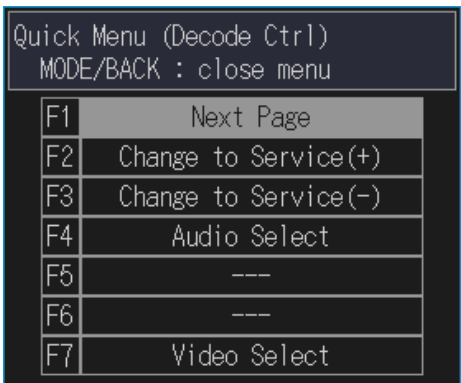 Quick Menu (Decode Ctrl)
MODE/BACK : close menu
F1 Next Page
F2 Change to Service(+)
F3 Change to Service(-)
F4 Audio Select
F5 ---
F6 ---
F7 Video Select